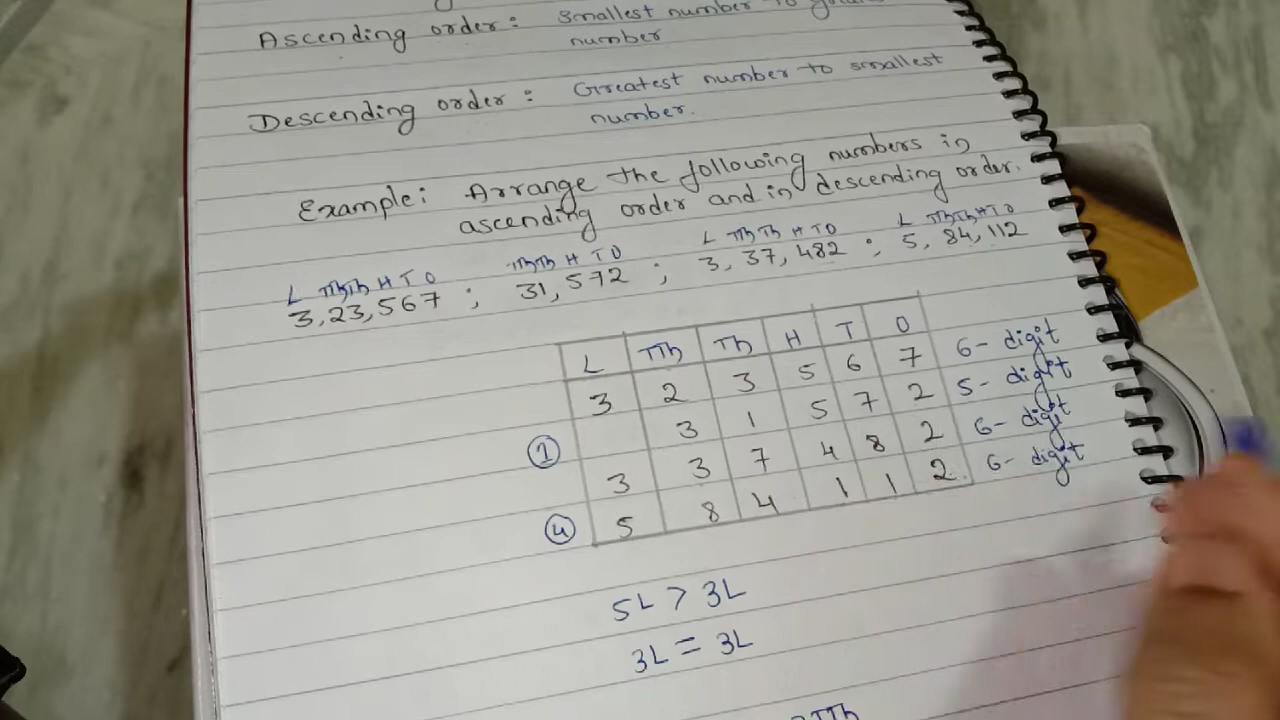 Ascending order: Smallest number to
number
Descending order: Greatest number to smallest
number.
Example: Arrange the following numbers in
ascending order and in descending order.
L TTh Th H T O TTh Th H T O L TTh Th H T O L TTh Th H T O
3,23,567 ; 31,572 ; 3,37,482 ; 5,84,112
L TTh Th H T O
3 2 3 5 6 7 6-digit
① 3 1 5 7 2 5-digit
3 3 7 4 8 2 6-digit
④ 5 8 4 1 1 2 6-digit
5L > 3L
3L = 3L
TTh